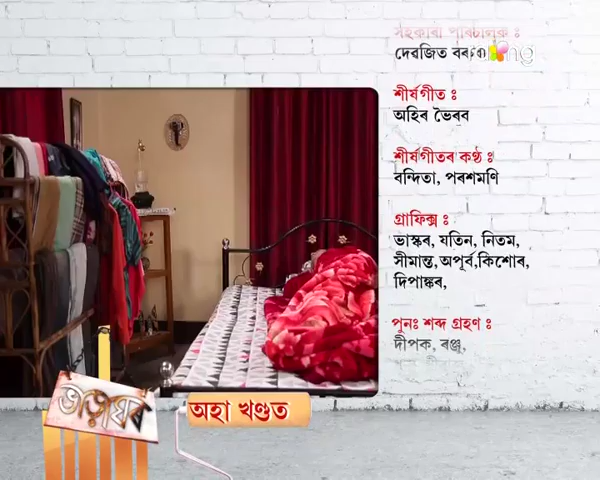 সহকাৰী পৰিচালক ঃ
দেৱজিত বৰুৱা
শীৰ্ষগীত ঃ
অহিৰ ভৈৰব
শীৰ্ষগীতৰ কণ্ঠ ঃ
বন্দিতা, পৰশমণি
গ্ৰাফিক্স ঃ
ভাস্কৰ, যতিন, নিতম,
সীমান্ত,অপূৰ্ব,কিশোৰ,
দিপাঙ্কৰ,
পুনঃ শব্দ গ্ৰহণ ঃ
দীপক, ৰঞ্জু,
ভাড়াঘৰ
অহা খণ্ডত